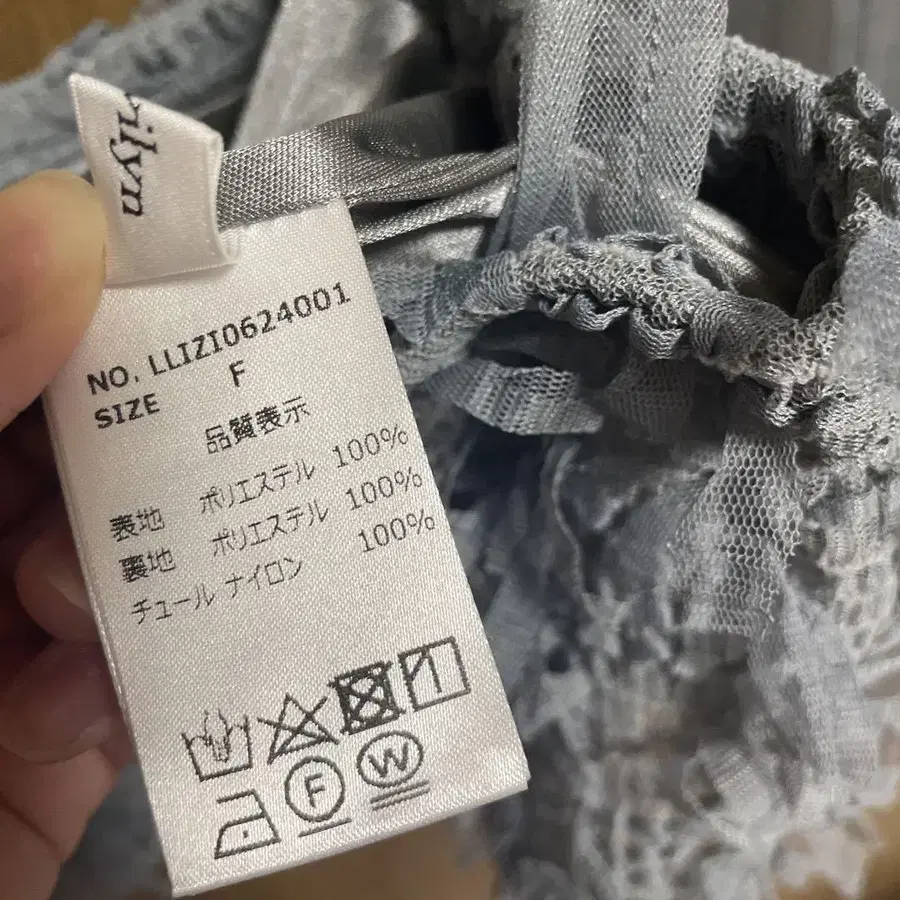 rilyn
NO. LLIZI0624001
SIZE F
品質表示
表地 ポリエステル 100%
裏地 ポリエステル 100%
チュール ナイロン 100%
F
W